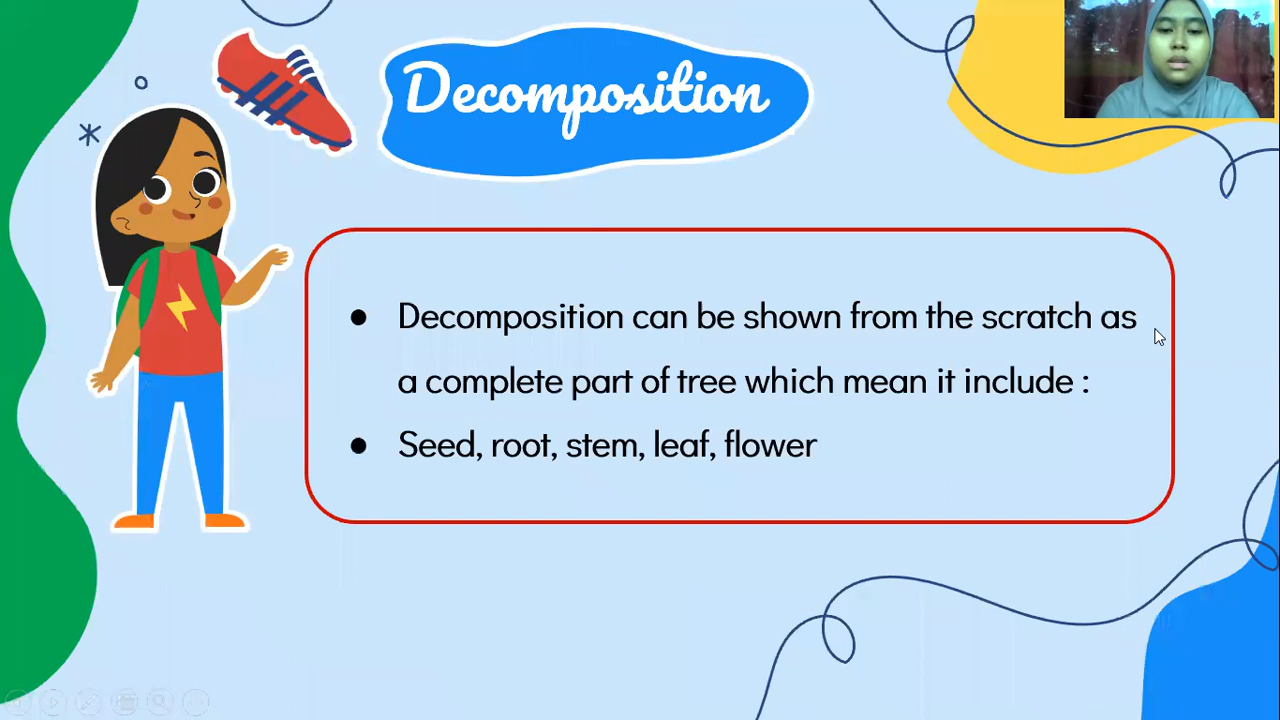 Decomposition
● Decomposition can be shown from the scratch as
a complete part of tree which mean it include :
● Seed, root, stem, leaf, flower